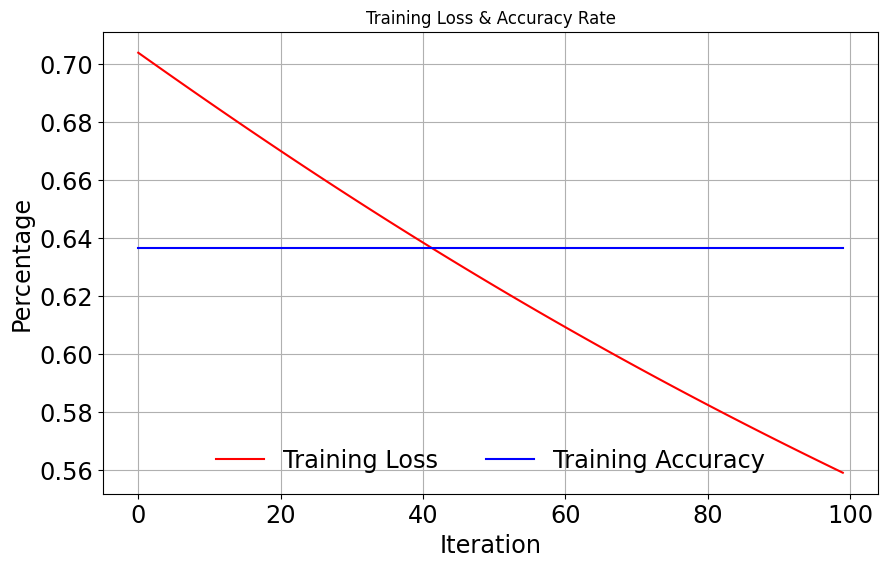 Training Loss & Accuracy Rate
Percentage
0.70
0.68
0.66
0.64
0.62
0.60
0.58
0.56
Training Loss Training Accuracy
0 20 40 60 80 100
Iteration